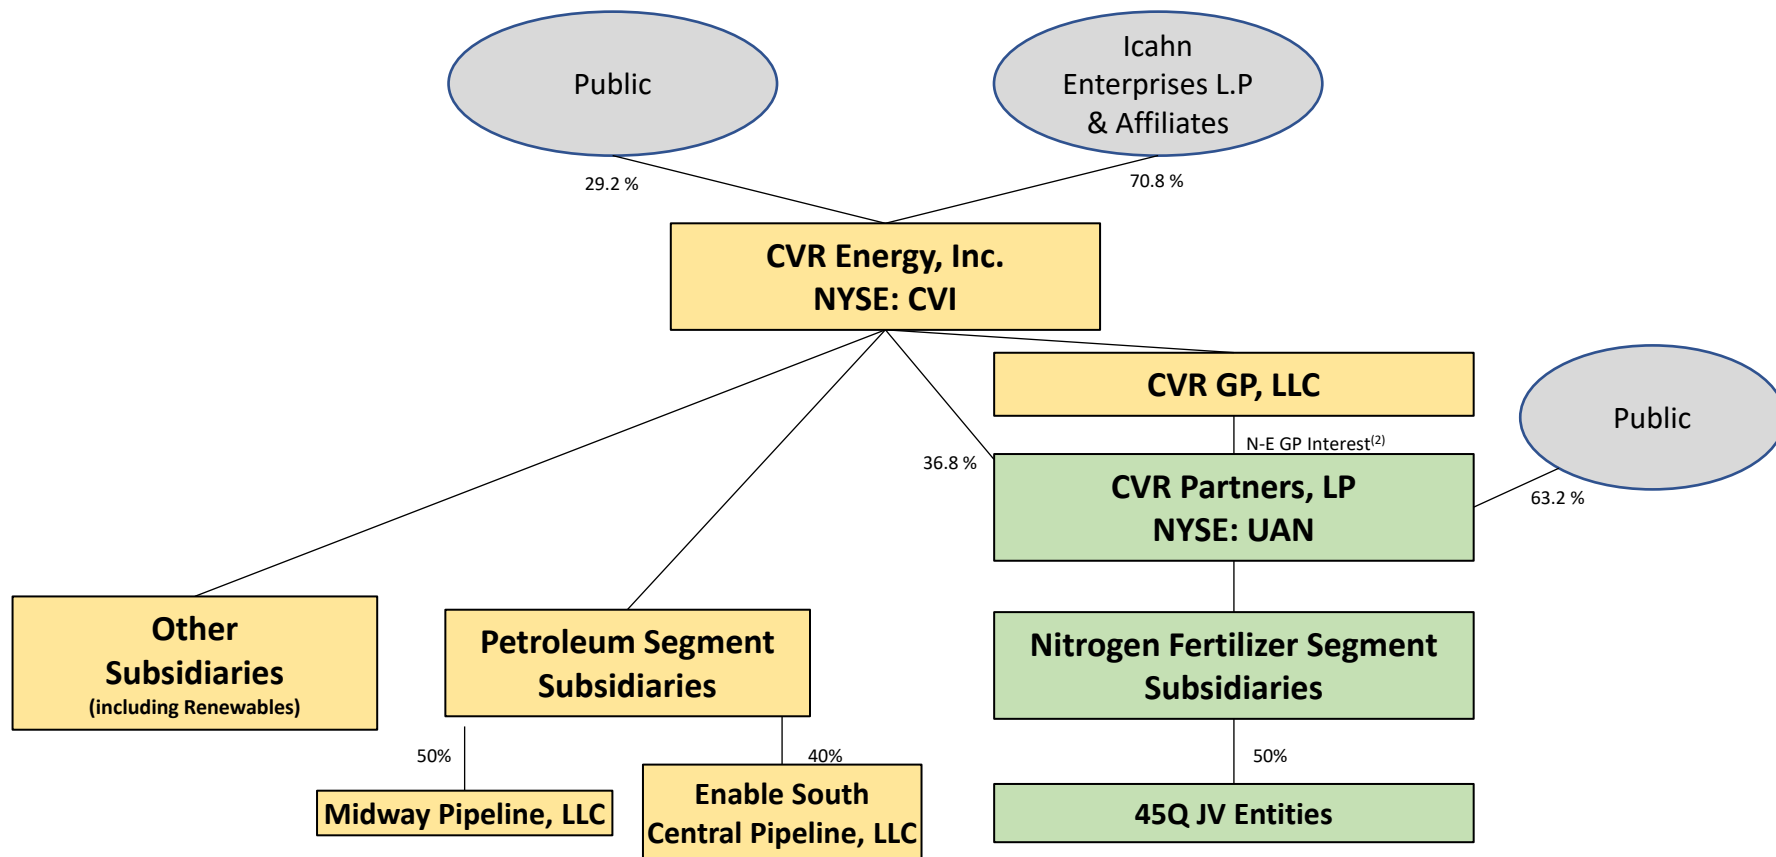 Public
Icahn
Enterprises L.P
& Affiliates
29.2 %
70.8 %
CVR Energy, Inc.
NYSE: CVI
CVR GP, LLC
Public
N-E GP Interest(2)
36.8 %
CVR Partners, LP
NYSE: UAN
63.2 %
Other
Subsidiaries
(including Renewables)
Petroleum Segment
Subsidiaries
Nitrogen Fertilizer Segment
Subsidiaries
50%
40%
50%
Midway Pipeline, LLC
Enable South
Central Pipeline, LLC
45Q JV Entities